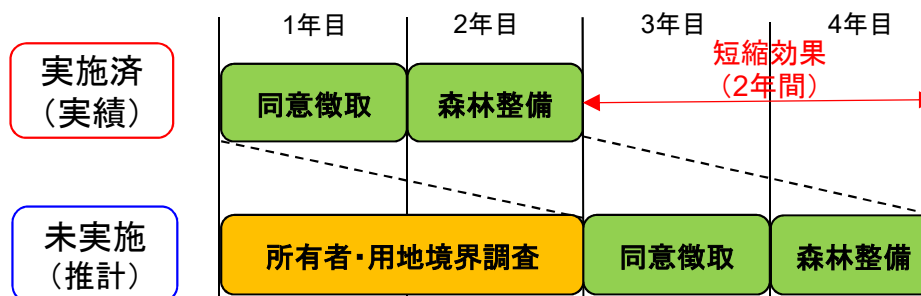 1年目
2年目
3年目
4年目
実施済
（実績）
同意徴取
森林整備
短縮効果
（2年間）
未実施
（推計）
所有者・用地境界調査
同意徴取
森林整備